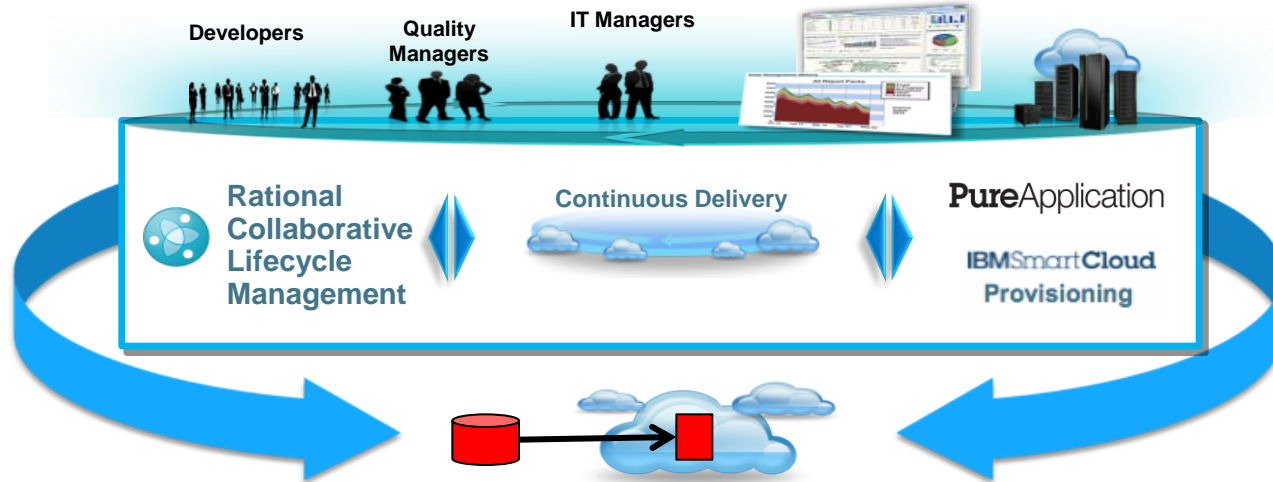 Developers
Quality
Managers
IT Managers
Rational
Collaborative
Lifecycle
Management
Continuous Delivery
PureApplication
IBMSmartCloud
Provisioning